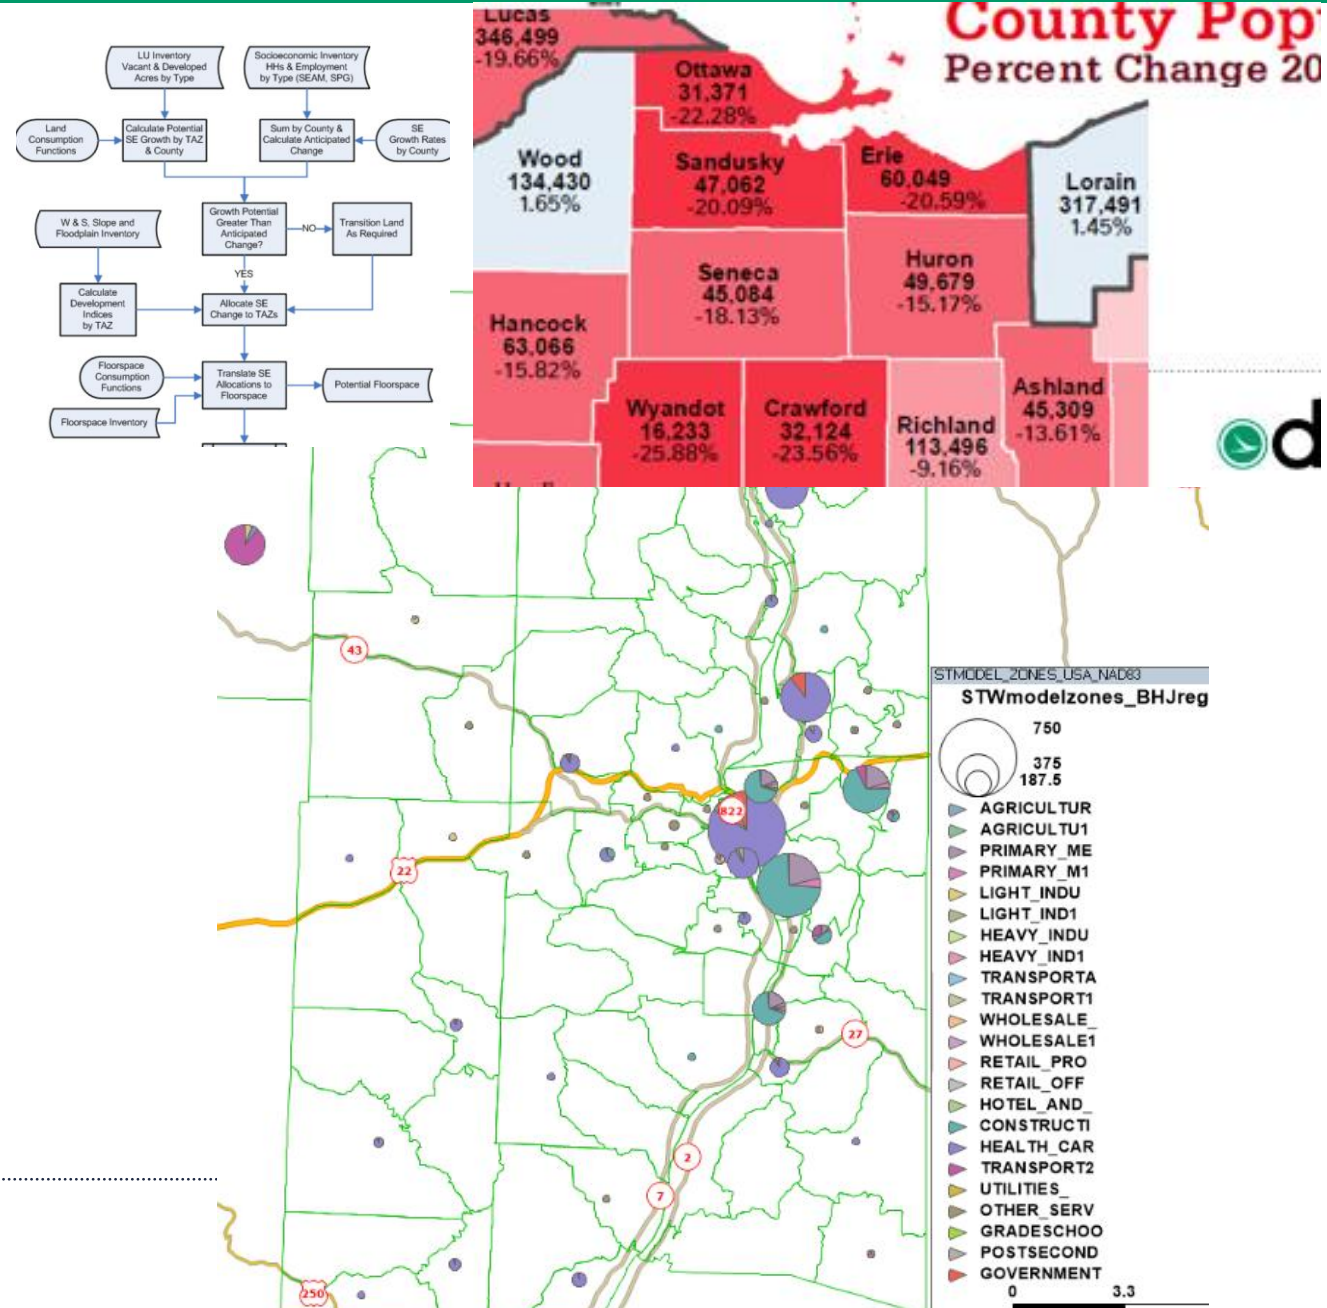 LU Inventory
Vacant & Developed
Acres by Type
Socioeconomic Inventory
HHs & Employment
by Type (SEAM, SPG)
Land
Consumption
Functions
Calculate Potential
SE Growth by TAZ
& County
Sum by County &
Calculate Anticipated
Change
SE
Growth Rates
by County
W & S, Slope and
Floodplain Inventory
Growth Potential
Greater Than
Anticipated
Change?
NO
Transition Land
As Required
YES
Calculate
Development
Indices
by TAZ
Allocate SE
Change to TAZs
Floorspace
Consumption
Functions
Translate SE
Allocations to
Floorspace
Potential Floorspace
Floorspace Inventory
County Pop
Percent Change 20
Lucas
346,499
-19.66%
Ottawa
31,371
-22.28%
Wood
134,430
1.65%
Sandusky
47,062
-20.09%
Erie
60,049
-20.59%
Lorain
317,491
1.45%
Seneca
45,084
-18.13%
Huron
49,679
-15.17%
Hancock
63,066
-15.82%
Wyandot
16,233
-25.88%
Crawford
32,124
-23.56%
Richland
113,496
-9.16%
Ashland
45,309
-13.61%
d
43
822
22
27
2
7
250
STMODEL_ZONES_USA_NAD83
STWmodelzones_BHJreg
750
375
187.5
AGRICULTUR
AGRICULTU1
PRIMARY_ME
PRIMARY_M1
LIGHT_INDU
LIGHT_IND1
HEAVY_INDU
HEAVY_IND1
TRANSPORTA
TRANSPORT1
WHOLESALE_
WHOLESALE1
RETAIL_PRO
RETAIL_OFF
HOTEL_AND_
CONSTRUCTI
HEALTH_CAR
TRANSPORT2
UTILITIES_
OTHER_SERV
GRADESCHOO
POSTSECOND
GOVERNMENT
0 3.3